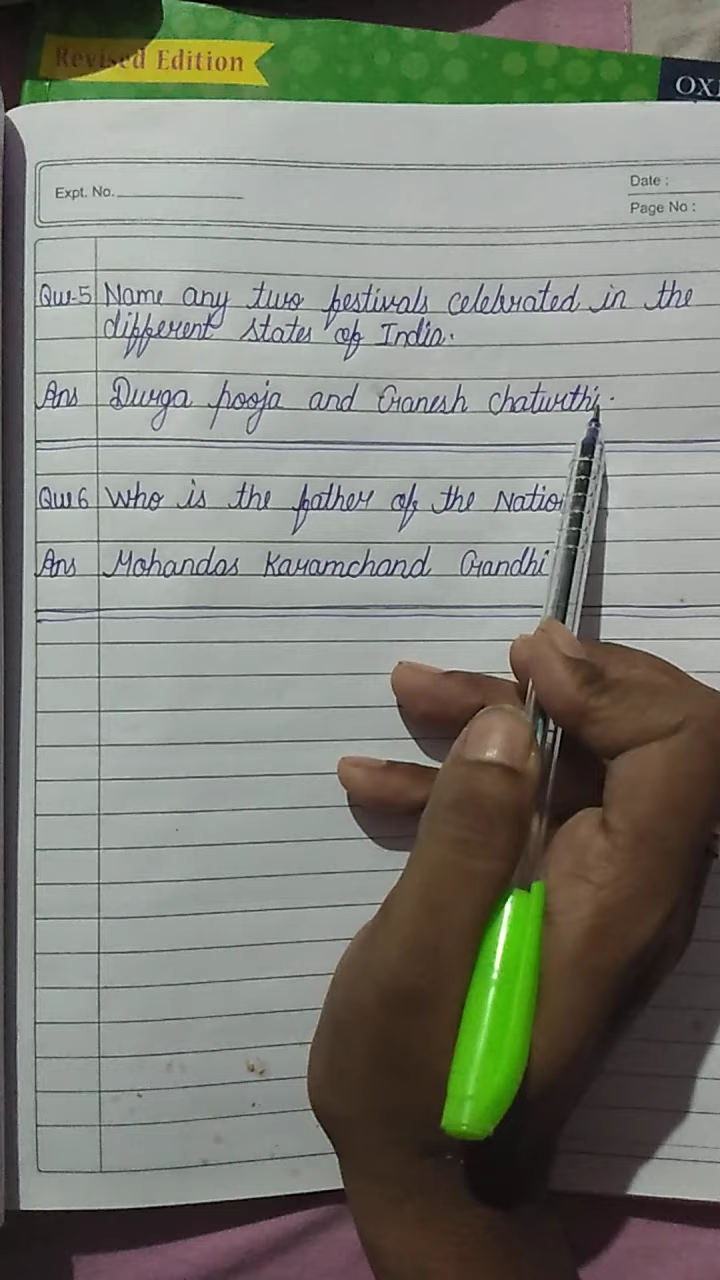 Revised Edition
OX
Expt. No.
Date :
Page No :
Que-5 Name any two festivals celebrated in the
different states of India.
Ans Durga pooja and Ganesh chaturthi.
Que 6 Who is the father of the Natio
Ans Mohandas Karamchand Gandhi